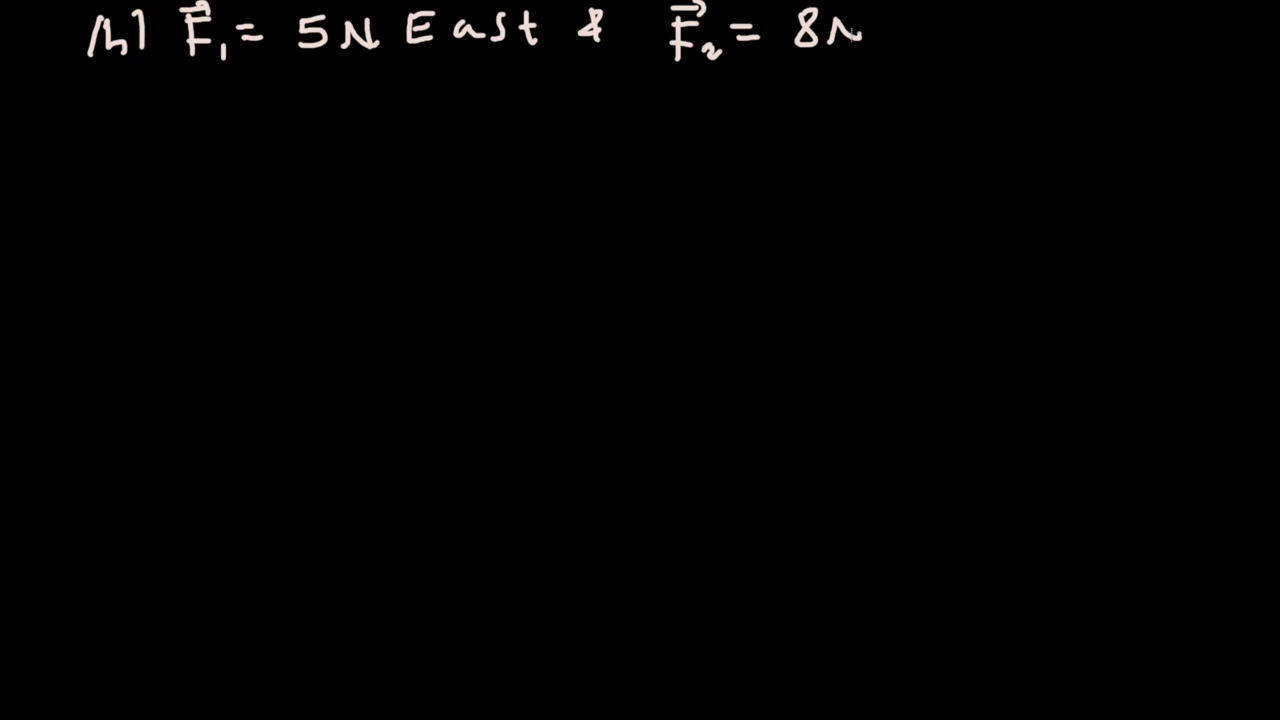 h) F⃗₁ = 5N East & F⃗₂ = 8N